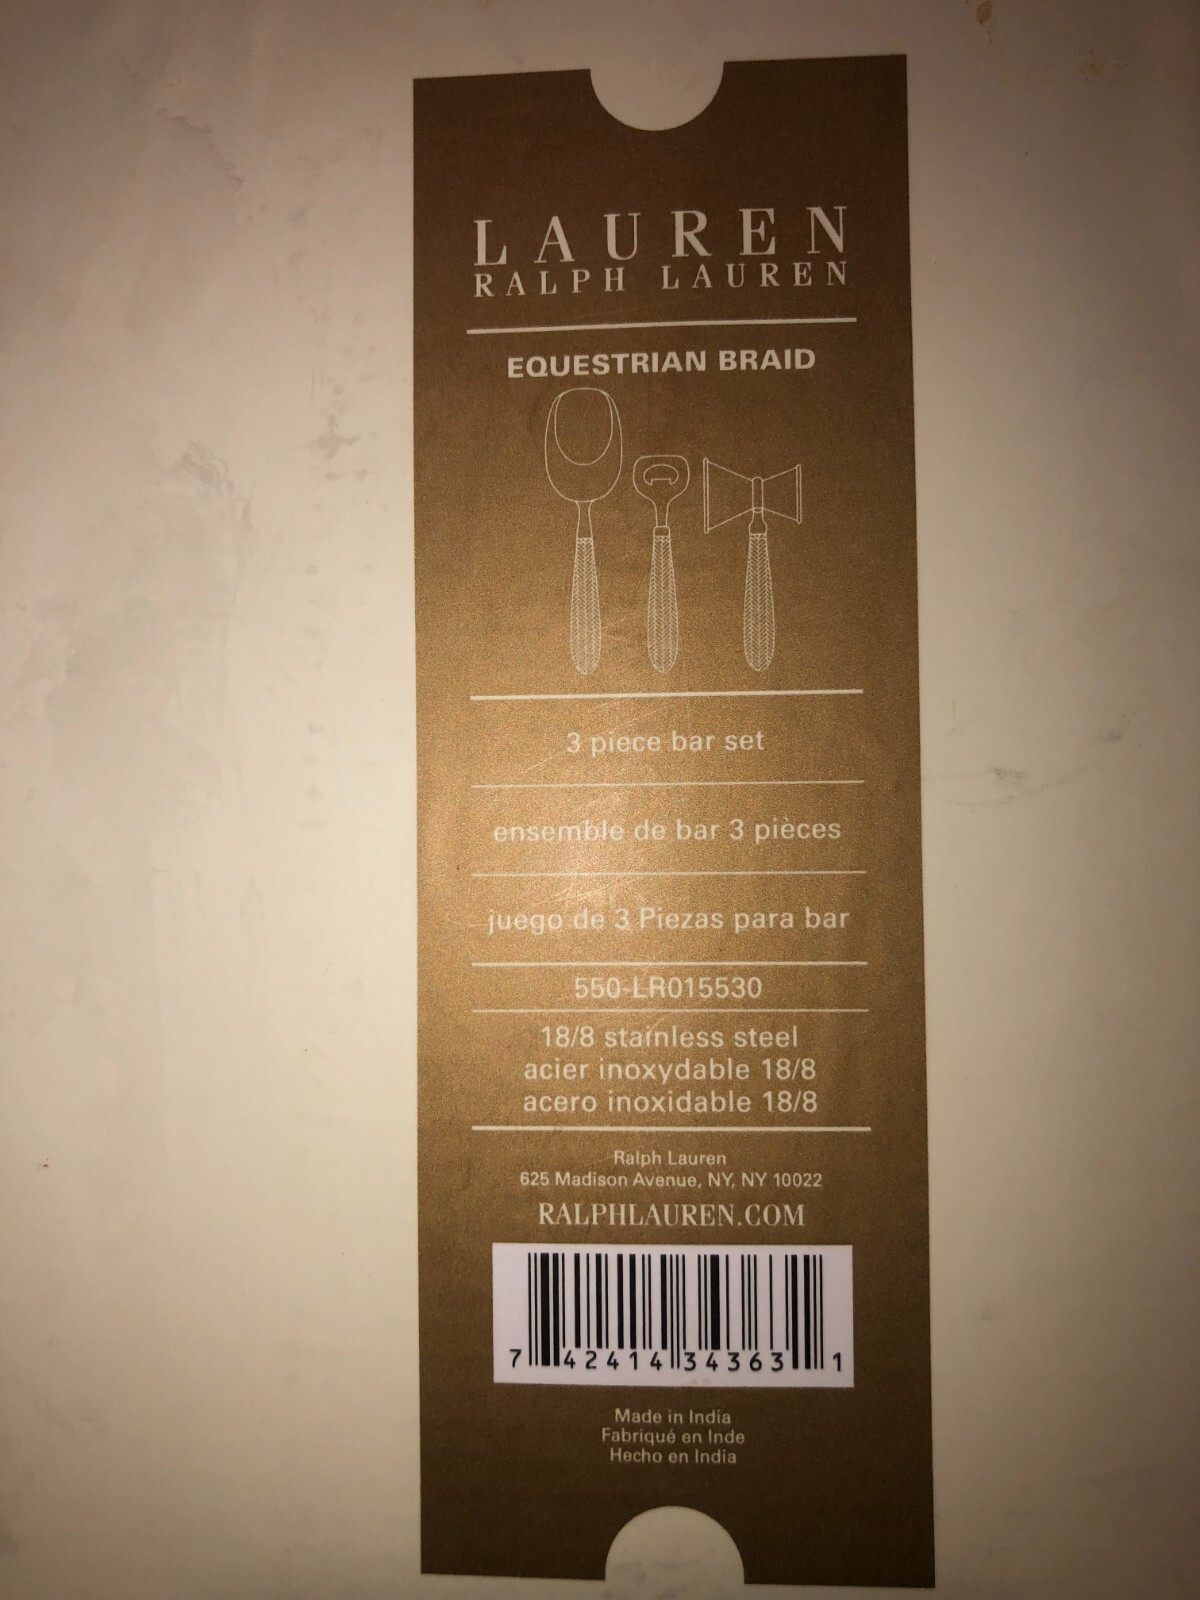 LAUREN
RALPH LAUREN
EQUESTRIAN BRAID
3 piece bar set
ensemble de bar 3 pièces
juego de 3 Piezas para bar
550-LR015530
18/8 stainless steel
acier inoxydable 18/8
acero inoxidable 18/8
Ralph Lauren
625 Madison Avenue, NY, NY 10022
RALPHLAUREN.COM
7 42414 34363 1
Made in India
Fabriqué en Inde
Hecho en India